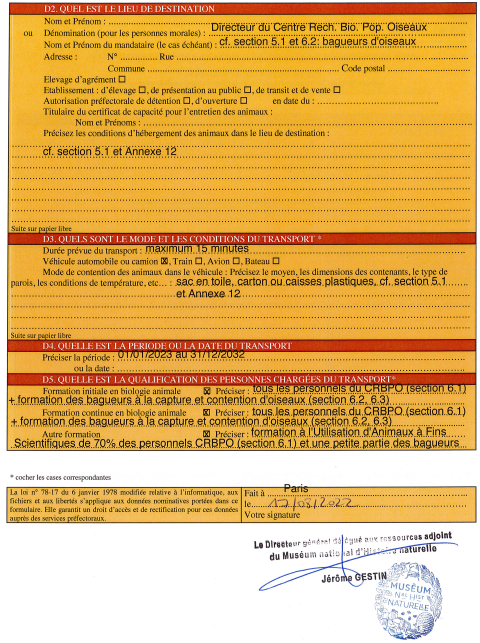 D2. QUEL EST LE LIEU DE DESTINATION
Nom et Prénom :
ou Dénomination (pour les personnes morales) : Directeur du Centre Rech. Bio. Pop. Oiseaux
Nom et Prénom du mandataire (le cas échéant) : cf. section 5.1 et 6.2: bagueurs d'oiseaux
Adresse : N° Rue
Commune Code postal
Elevage d'agrément ☐
Etablissement : d'élevage ☐, de présentation au public ☐, de transit et de vente ☐
Autorisation préfectorale de détention ☐, d'ouverture ☐ en date du :
Titulaire du certificat de capacité pour l'entretien des animaux :
Nom et Prénoms :
Précisez les conditions d'hébergement des animaux dans le lieu de destination :
cf. section 5.1 et Annexe 12
Suite sur papier libre
D3. QUELS SONT LE MODE ET LES CONDITIONS DU TRANSPORT *
Durée prévue du transport : maximum 15 minutes
Véhicule automobile ou camion ☒, Train ☐, Avion ☐, Bateau ☐
Mode de contention des animaux dans le véhicule : Précisez le moyen, les dimensions des contenants, le type de
parois, les conditions de température, etc… : sac en toile, carton ou caisses plastiques, cf. section 5.1
et Annexe 12
Suite sur papier libre
D4. QUELLE EST LA PERIODE OU LA DATE DU TRANSPORT
Préciser la période : 01/01/2023 au 31/12/2032
ou la date :
D5. QUELLE EST LA QUALIFICATION DES PERSONNES CHARGÉES DU TRANSPORT*
Formation initiale en biologie animale ☒ Préciser : tous les personnels du CRBPO (section 6.1)
+ formation des bagueurs à la capture et contention d'oiseaux (section 6.2, 6.3)
Formation continue en biologie animale ☒ Préciser : tous les personnels du CRBPO (section 6.1)
+ formation des bagueurs à la capture et contention d'oiseaux (section 6.2, 6.3)
Autre formation ☒ Préciser : formation à l'Utilisation d'Animaux à Fins
Scientifiques de 70% des personnels CRBPO (section 6.1) et une petite partie des bagueurs
* cocher les cases correspondantes
La loi n° 78-17 du 6 janvier 1978 modifiée relative à l'informatique, aux
fichiers et aux libertés s'applique aux données nominatives portées dans ce
formulaire. Elle garantit un droit d'accès et de rectification pour ces données
auprès des services préfectoraux.
Fait à Paris
le 17/05/2022
Votre signature
Le Directeur général délégué aux ressources adjoint
du Muséum national d'Histoire naturelle
Jérôme GESTIN
MUSÉUM
NAL HIST
NATURELLE